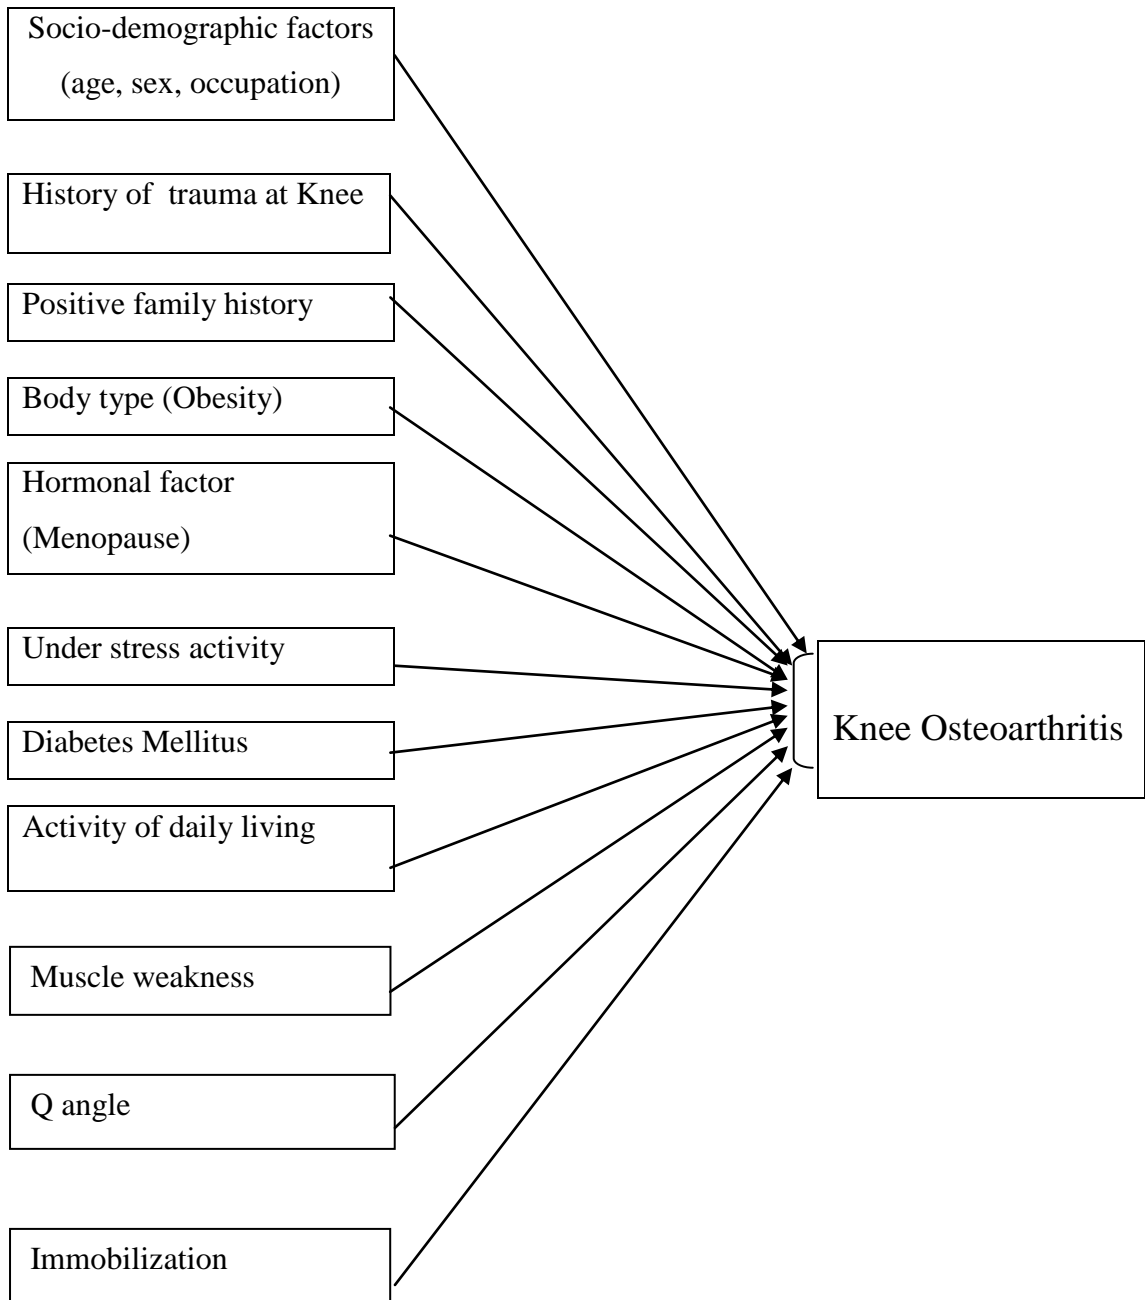 Socio-demographic factors
(age, sex, occupation)
History of  trauma at Knee
Positive family history
Body type (Obesity)
Hormonal factor
(Menopause)
Under stress activity
Knee Osteoarthritis
Diabetes Mellitus
Activity of daily living
Muscle weakness
Q angle
Immobilization